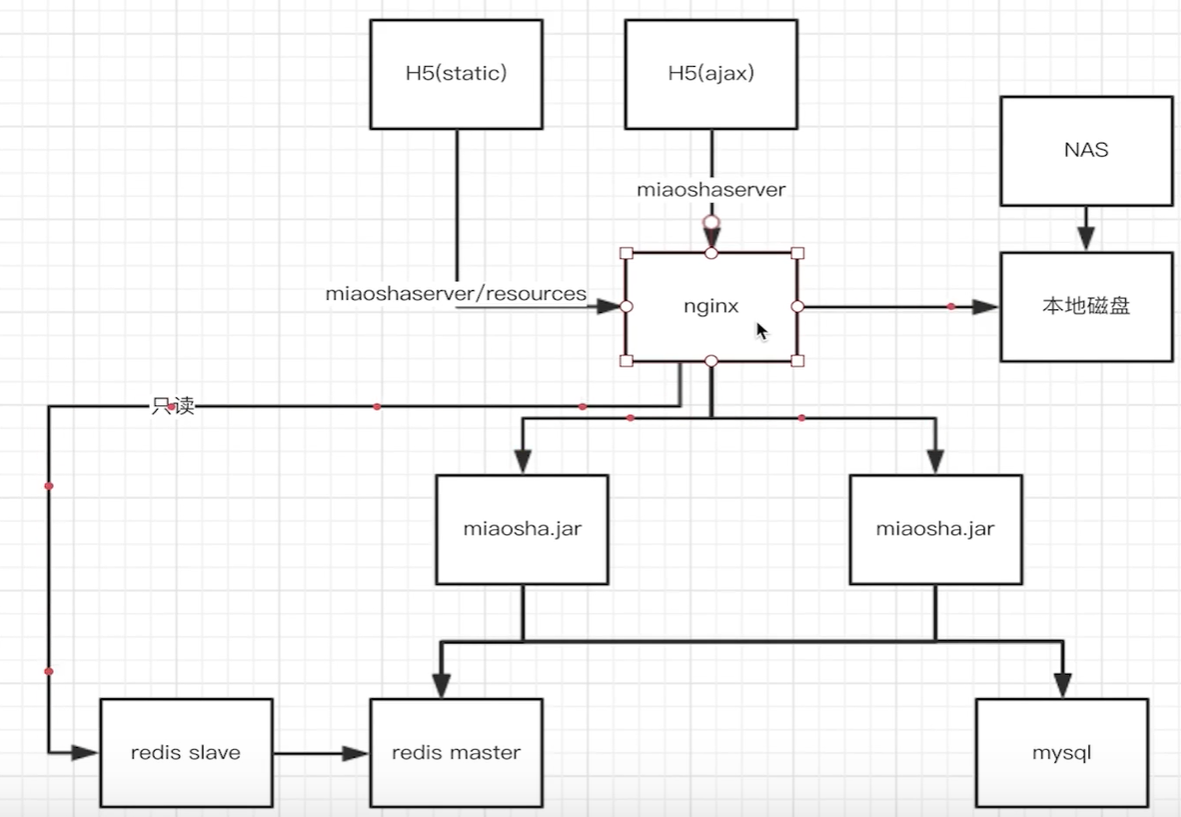 H5(static)
H5(ajax)
NAS
miaoshaserver
miaoshaserver/resources
nginx
本地磁盘
只读
miaosha.jar
miaosha.jar
redis slave
redis master
mysql